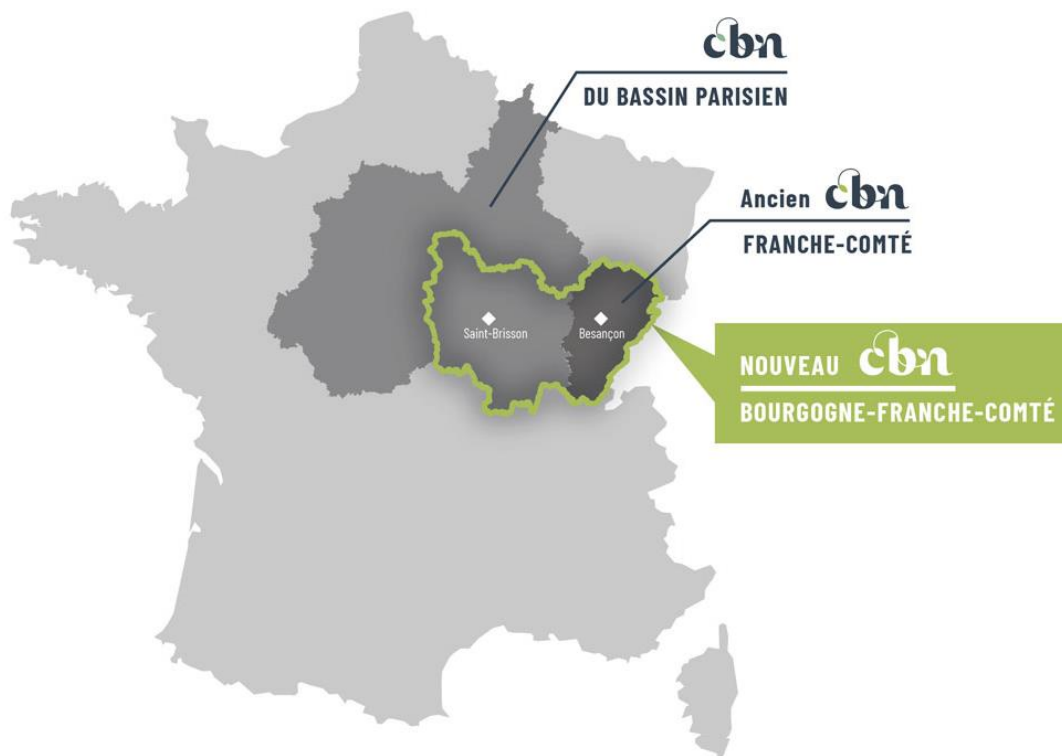 cbn
DU BASSIN PARISIEN
Ancien cbn
FRANCHE-COMTÉ
Saint-Brisson
Besançon
NOUVEAU cbn
BOURGOGNE-FRANCHE-COMTÉ